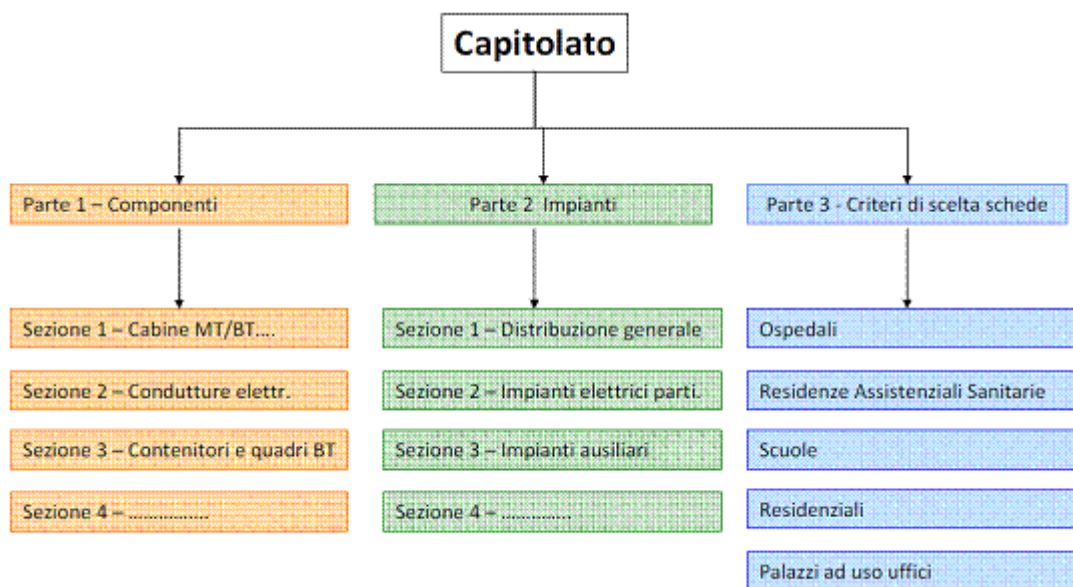 Capitolato
Parte 1 – Componenti
Parte 2 Impianti
Parte 3 - Criteri di scelta schede
Sezione 1 – Cabine MT/BT....
Sezione 2 – Condutture elettr.
Sezione 3 – Contenitori e quadri BT
Sezione 4 – ................
Sezione 1 – Distribuzione generale
Sezione 2 – Impianti elettrici parti.
Sezione 3 – Impianti ausiliari
Sezione 4 – ..............
Ospedali
Residenze Assistenziali Sanitarie
Scuole
Residenziali
Palazzi ad uso uffici